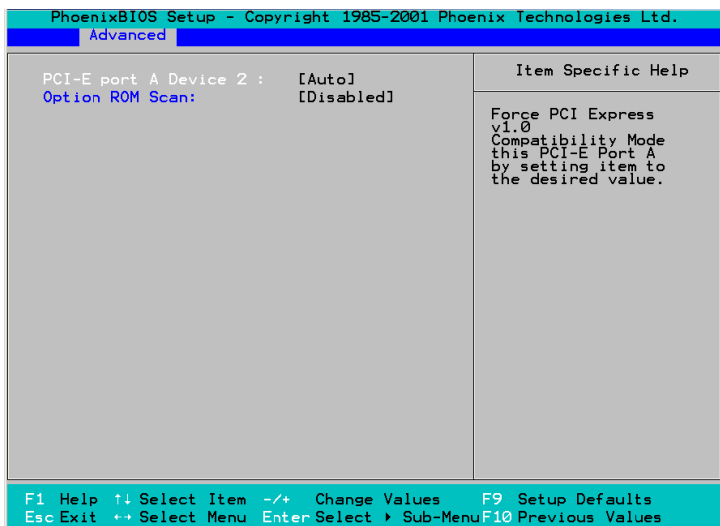 PhoenixBIOS Setup - Copyright 1985-2001 Phoenix Technologies Ltd.
Advanced
PCI-E port A Device 2 : [Auto]
Option ROM Scan: [Disabled]
Item Specific Help
Force PCI Express
v1.0
Compatibility Mode
this PCI-E Port A
by setting item to
the desired value.
F1 Help ↑↓ Select Item -/+ Change Values F9 Setup Defaults
Esc Exit ↔ Select Menu Enter Select ▸ Sub-Menu F10 Previous Values